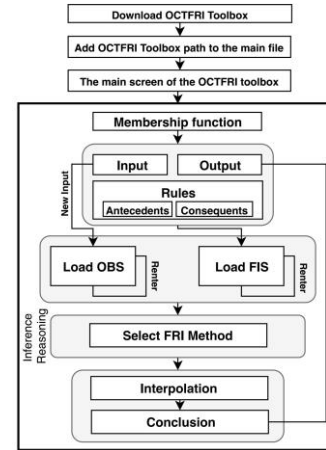 Download OCTFRI Toolbox
Add OCTFRI Toolbox path to the main file
The main screen of the OCTFRI toolbox
Membership function
Input
Output
New Input
Rules
Antecedents
Consequents
Load OBS
Renter
Load FIS
Renter
Inference
Reasoning
Select FRI Method
Interpolation
Conclusion